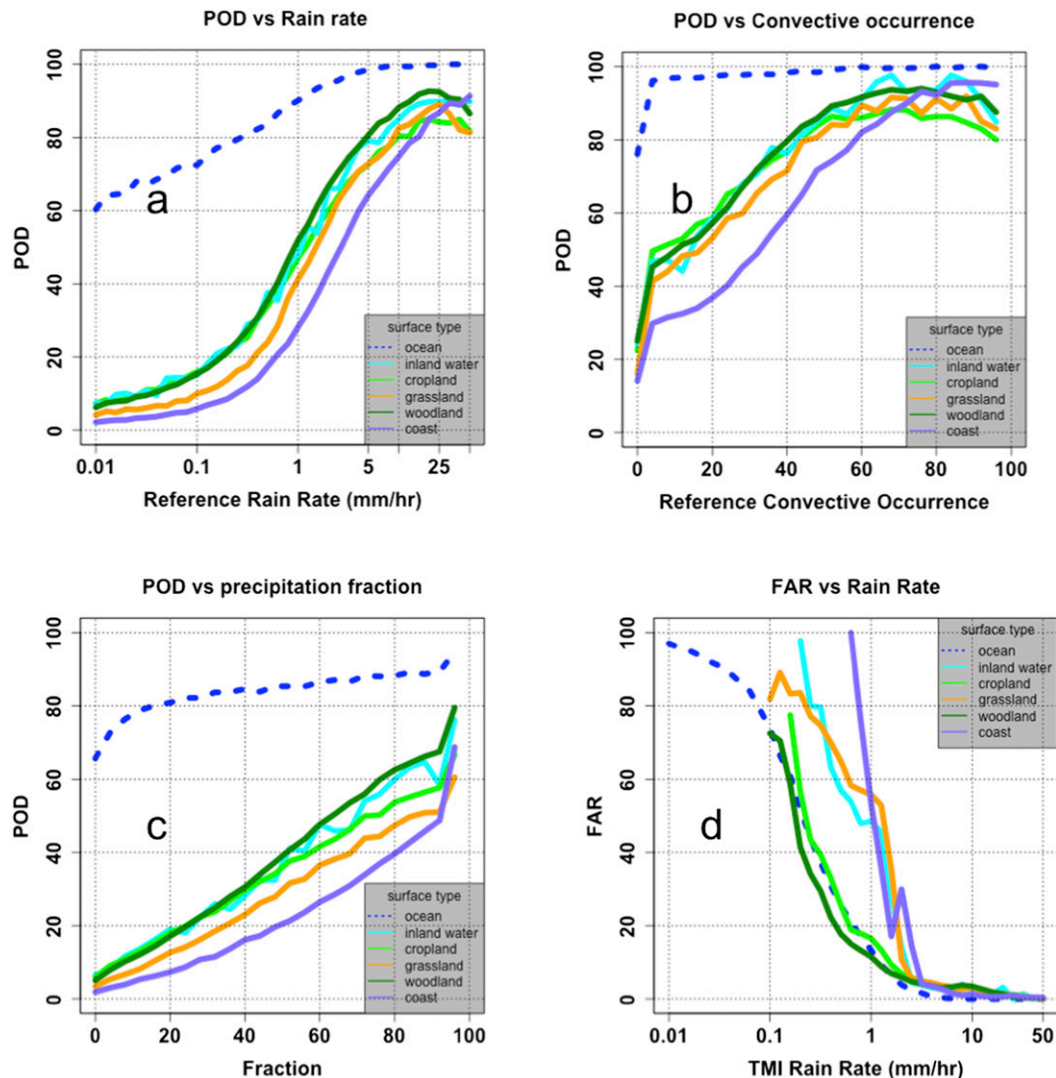 POD vs Rain rate
POD
0 20 40 60 80 100
a
surface type
ocean
inland water
cropland
grassland
woodland
coast
0.01 0.1 1 5 25
Reference Rain Rate (mm/hr)
POD vs Convective occurrence
POD
0 20 40 60 80 100
b
surface type
ocean
inland water
cropland
grassland
woodland
coast
0 20 40 60 80 100
Reference Convective Occurrence
POD vs precipitation fraction
POD
0 20 40 60 80 100
c
surface type
ocean
inland water
cropland
grassland
woodland
coast
0 20 40 60 80 100
Fraction
FAR vs Rain Rate
FAR
0 20 40 60 80 100
surface type
ocean
inland water
cropland
grassland
woodland
coast
d
0.01 0.1 1 10 50
TMI Rain Rate (mm/hr)